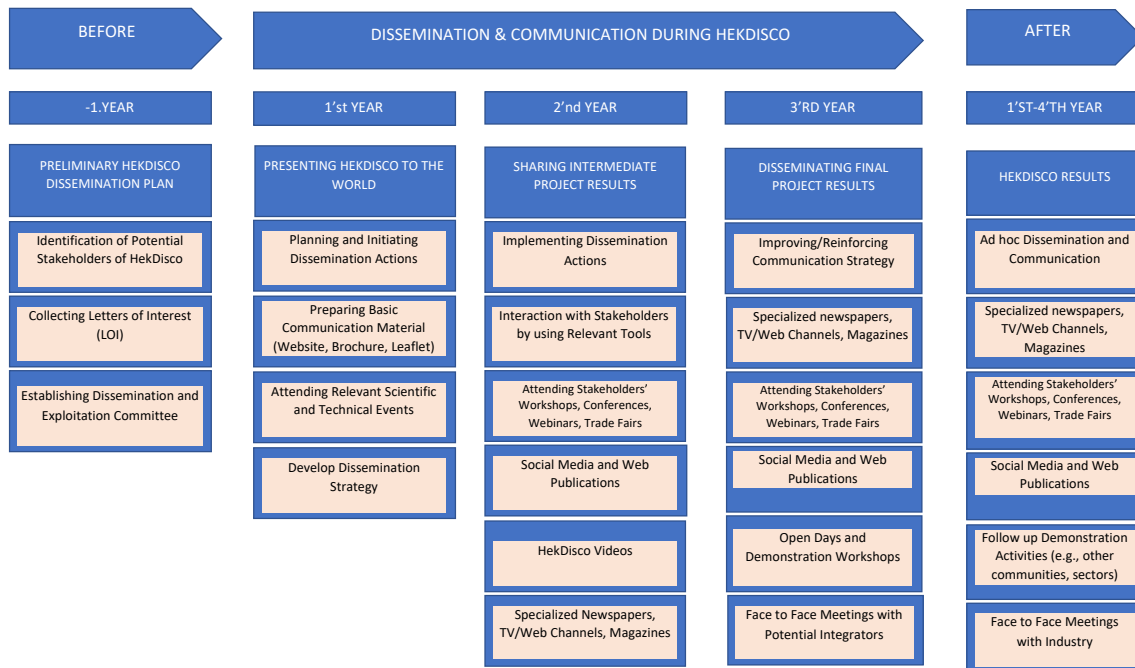 BEFORE
DISSEMINATION & COMMUNICATION DURING HEKDISCO
AFTER
-1.YEAR
1'st YEAR
2'nd YEAR
3'RD YEAR
1'ST-4'TH YEAR
PRELIMINARY HEKDISCO
DISSEMINATION PLAN
PRESENTING HEKDISCO TO THE
WORLD
SHARING INTERMEDIATE
PROJECT RESULTS
DISSEMINATING FINAL
PROJECT RESULTS
HEKDISCO RESULTS
Identification of Potential
Stakeholders of HekDisco
Collecting Letters of Interest
(LOI)
Establishing Dissemination and
Exploitation Committee
Planning and Initiating
Dissemination Actions
Preparing Basic
Communication Material
(Website, Brochure, Leaflet)
Attending Relevant Scientific
and Technical Events
Develop Dissemination
Strategy
Implementing Dissemination
Actions
Interaction with Stakeholders
by using Relevant Tools
Attending Stakeholders’
Workshops, Conferences,
Webinars, Trade Fairs
Social Media and Web
Publications
HekDisco Videos
Specialized Newspapers,
TV/Web Channels, Magazines
Improving/Reinforcing
Communication Strategy
Specialized newspapers,
TV/Web Channels, Magazines
Attending Stakeholders’
Workshops, Conferences,
Webinars, Trade Fairs
Social Media and Web
Publications
Open Days and
Demonstration Workshops
Face to Face Meetings with
Potential Integrators
Ad hoc Dissemination and
Communication
Specialized newspapers,
TV/Web Channels,
Magazines
Attending Stakeholders’
Workshops, Conferences,
Webinars, Trade Fairs
Social Media and Web
Publications
Follow up Demonstration
Activities (e.g., other
communities, sectors)
Face to Face Meetings
with Industry